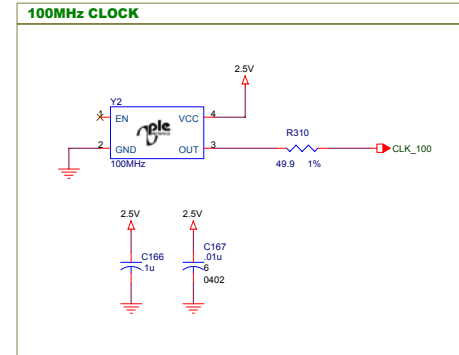 100MHz CLOCK
2.5V
Y2
1
EN
VCC
4
ple
2
GND
OUT
3
100MHz
R310
49.9 1%
CLK_100
2.5V
2.5V
C166
.1u
C167
.01u
6
0402